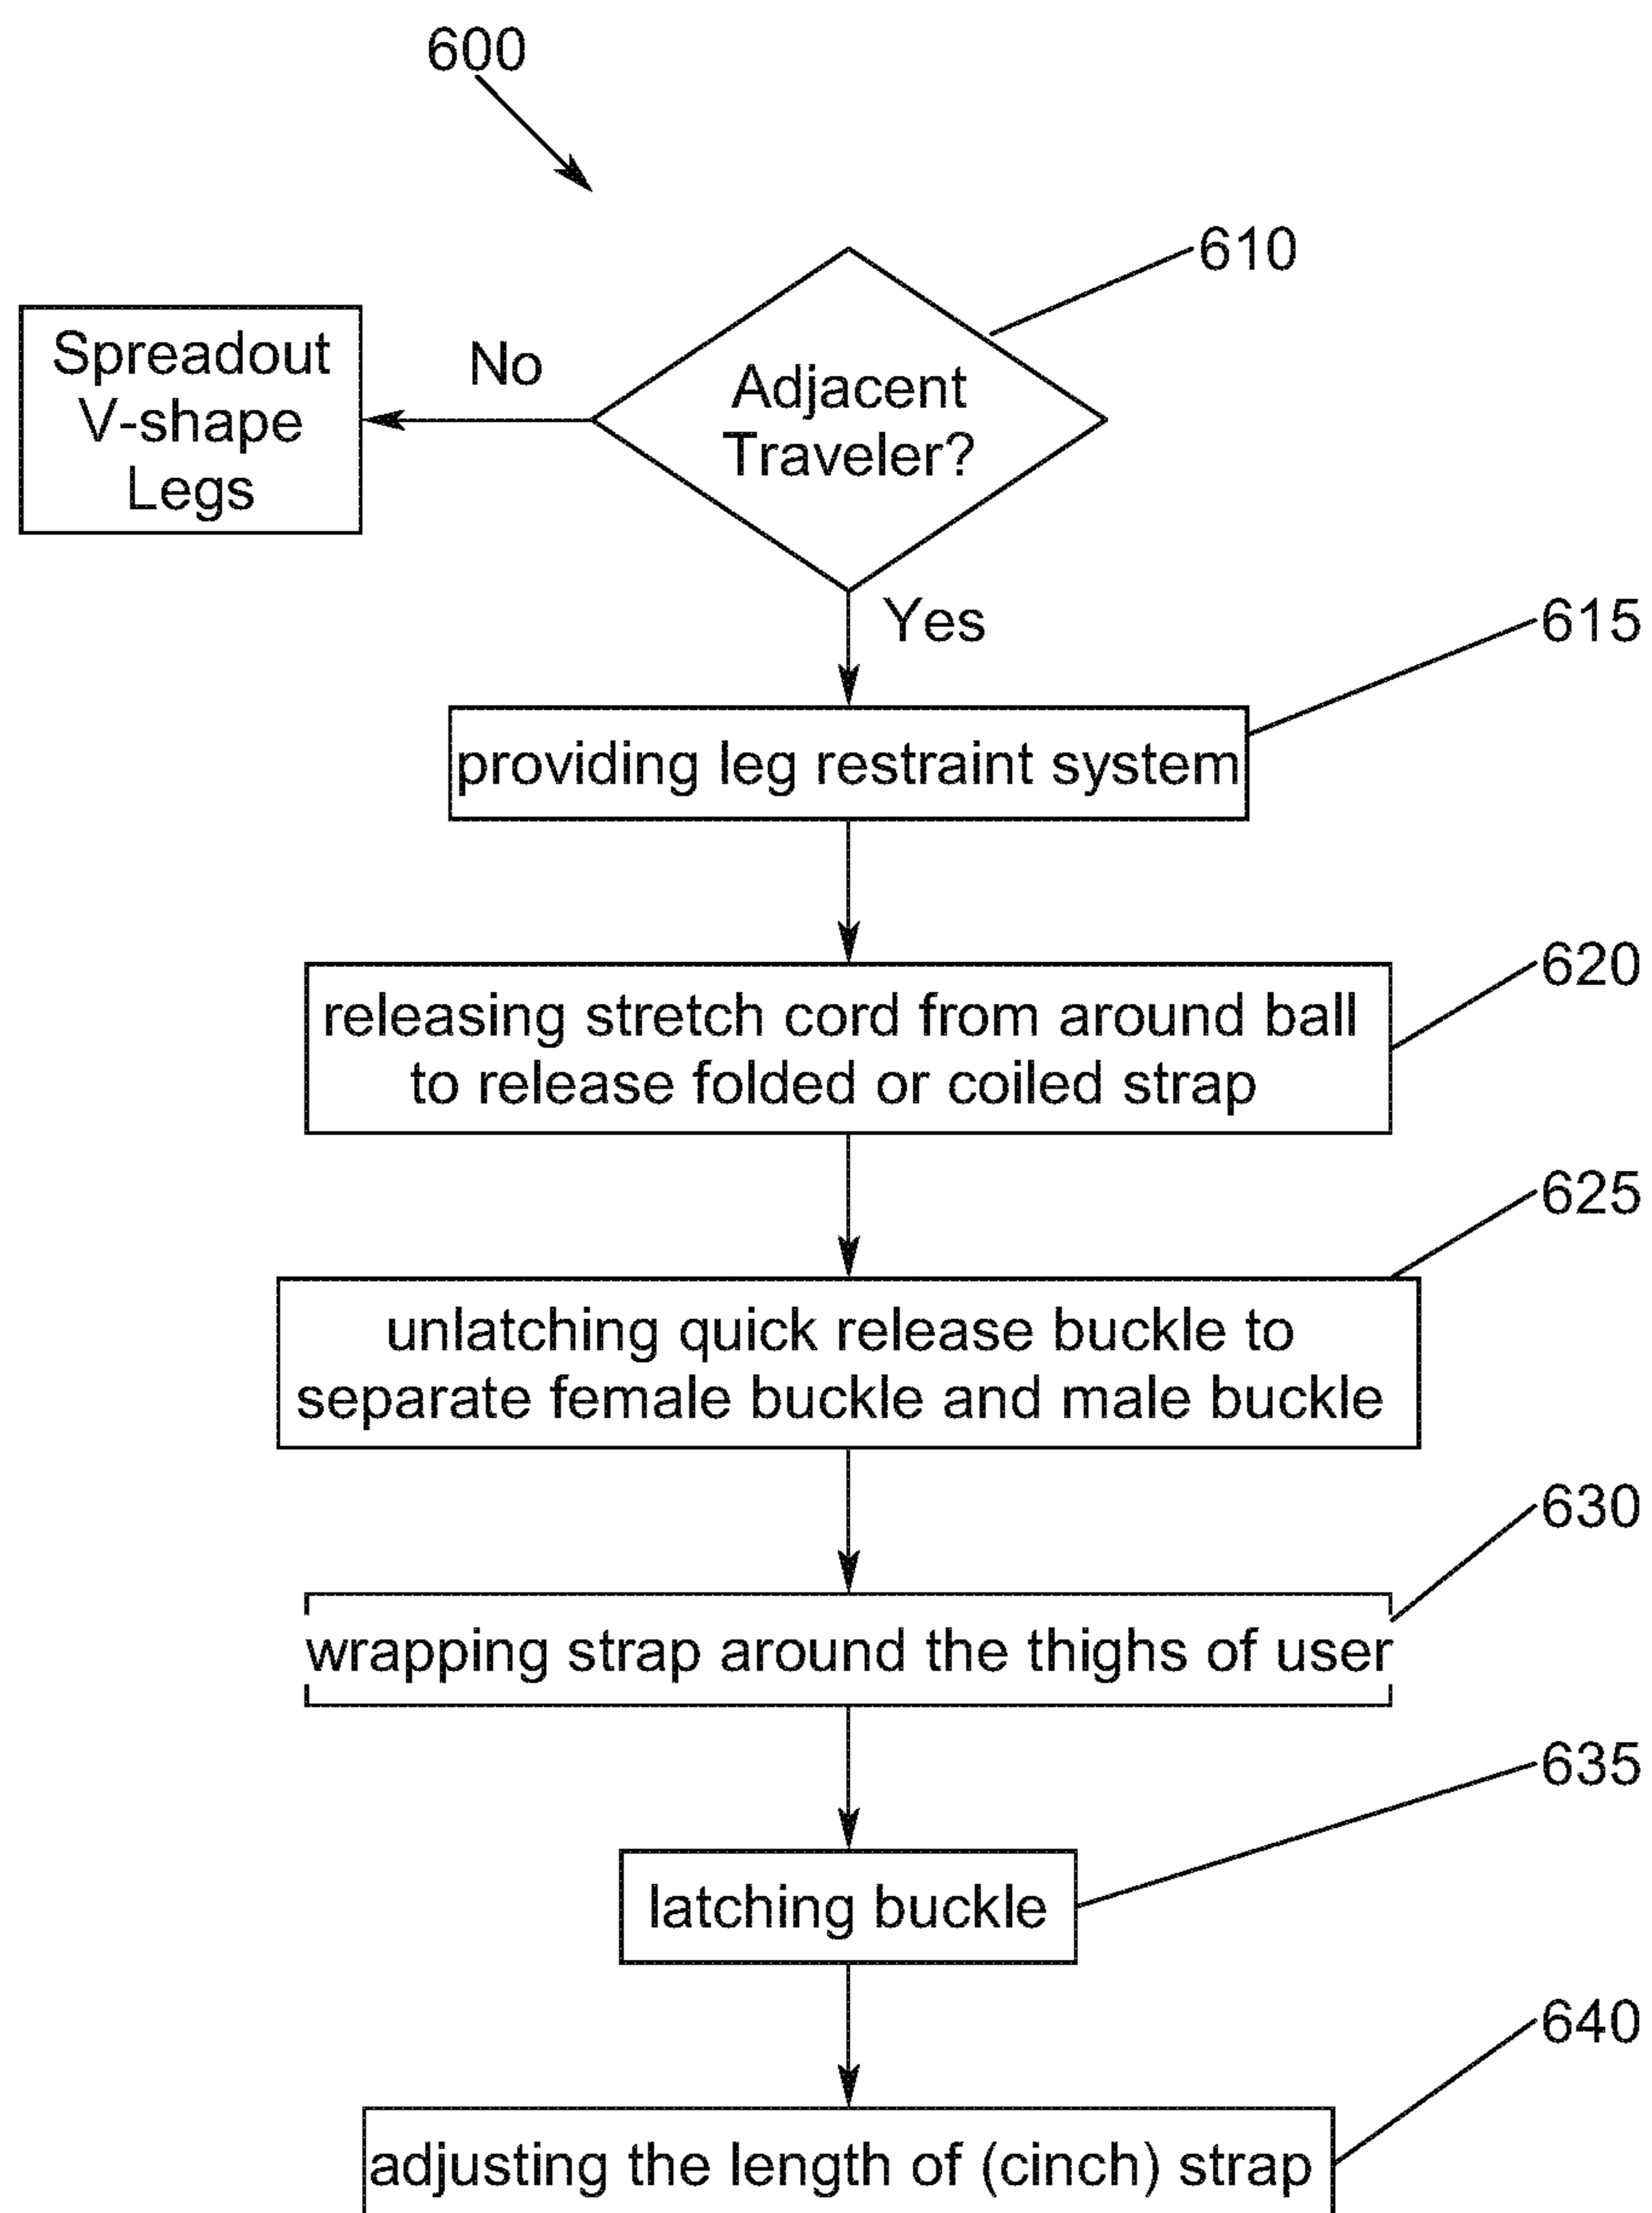 600
610
Adjacent
Traveler?
No
Spreadout
V-shape
Legs
Yes
615
providing leg restraint system
620
releasing stretch cord from around ball
to release folded or coiled strap
625
unlatching quick release buckle to
separate female buckle and male buckle
630
wrapping strap around the thighs of user
635
latching buckle
640
adjusting the length of (cinch) strap